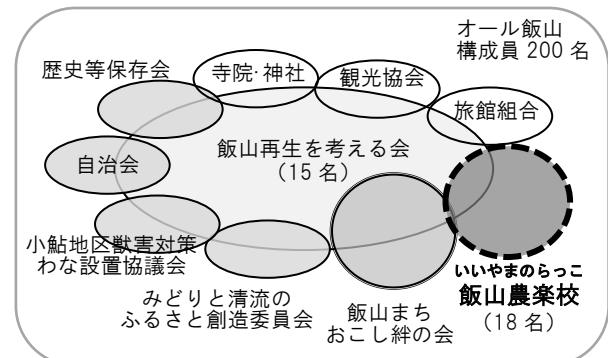 オール飯山
構成員 200 名
歴史等保存会
寺院･神社
観光協会
旅館組合
自治会
飯山再生を考える会
（15 名）
小鮎地区獣害対策
わな設置協議会
みどりと清流の
ふるさと創造委員会
飯山まち
おこし絆の会
いいやまのらっこ
飯山農楽校
（18 名）